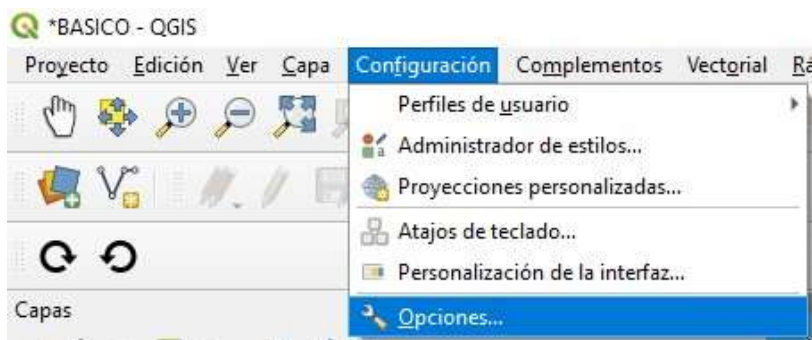 *BASICO - QGIS
Proyecto Edición Ver Capa Configuración Complementos Vectorial Rá
Perfiles de usuario
Administrador de estilos...
Proyecciones personalizadas...
Atajos de teclado...
Personalización de la interfaz...
Capas
Opciones...